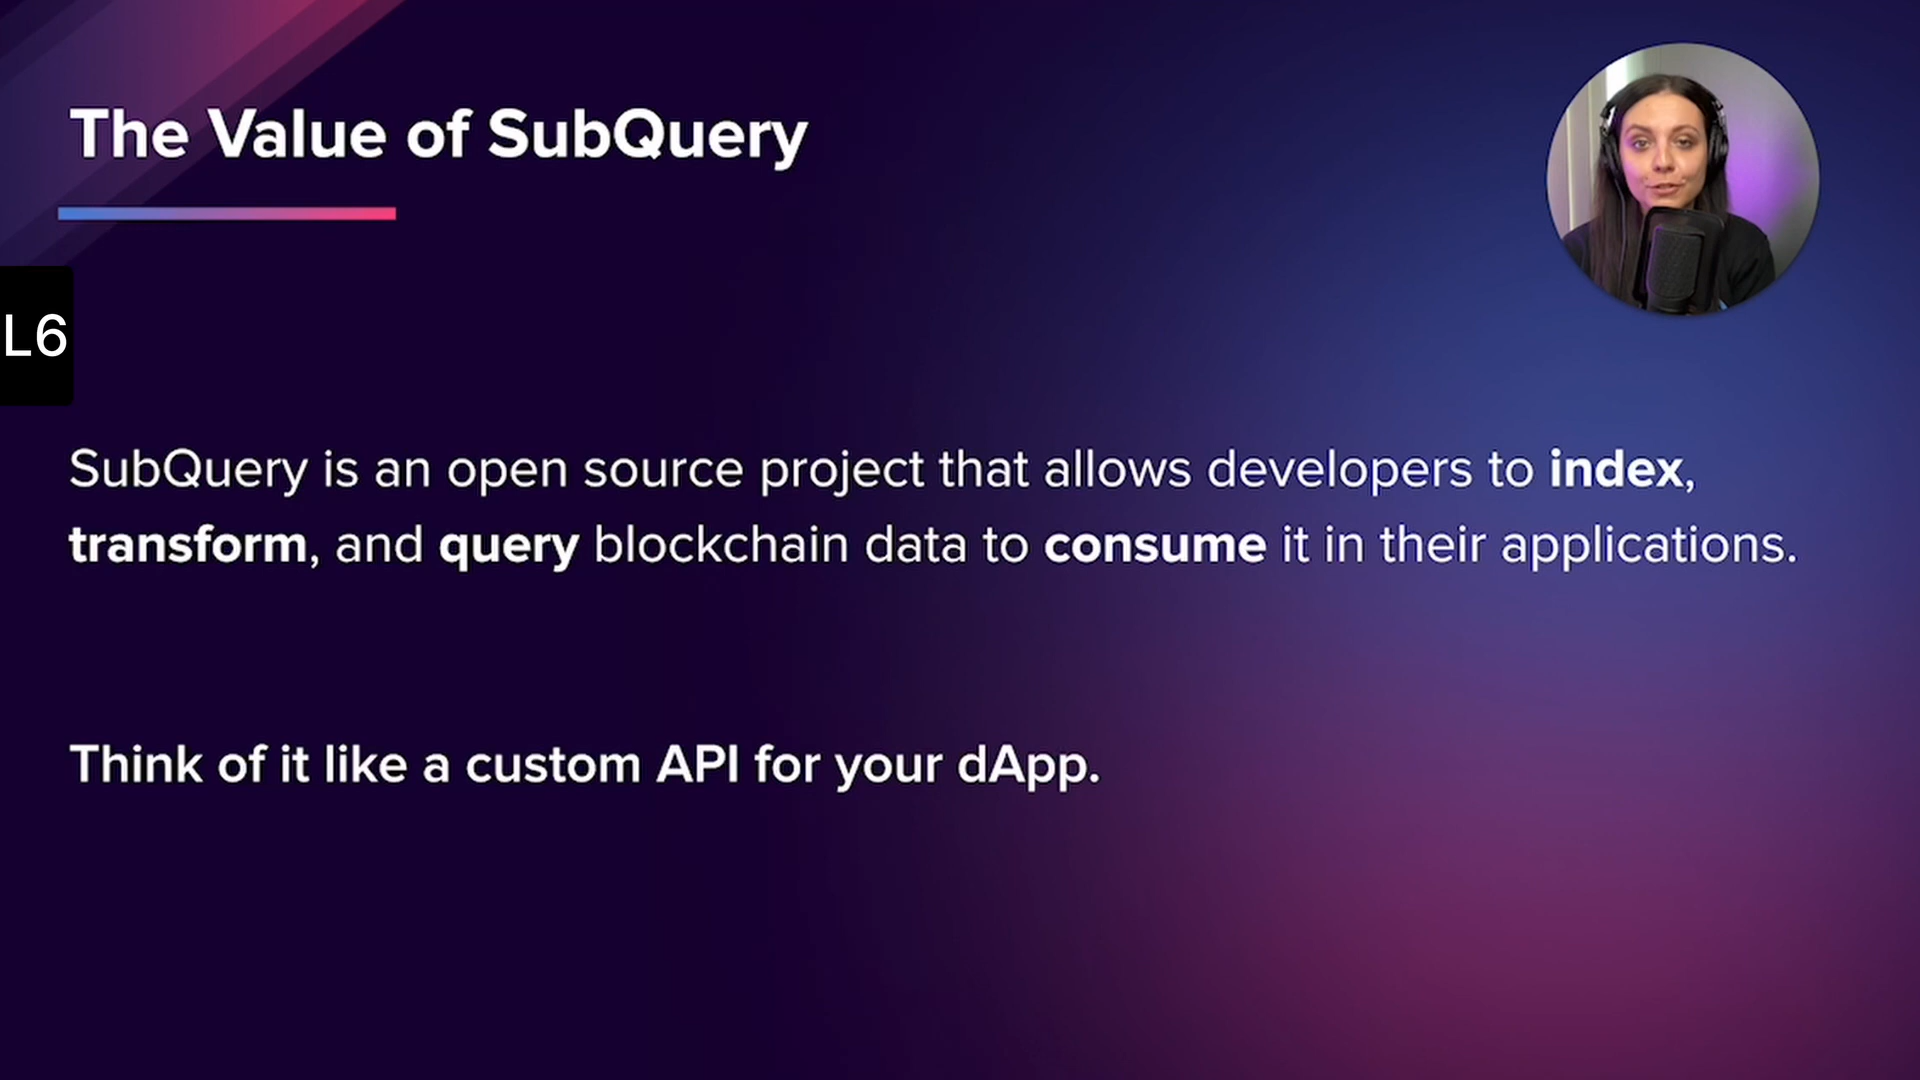 The Value of SubQuery
L6
SubQuery is an open source project that allows developers to index,
transform, and query blockchain data to consume it in their applications.
Think of it like a custom API for your dApp.